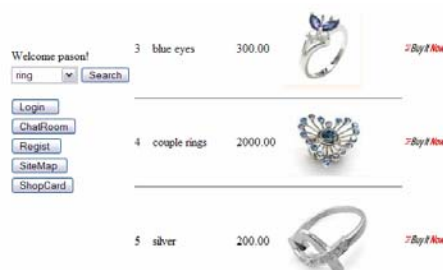 Welcome pason!
ring
Search
Login
ChatRoom
Regist
SiteMap
ShopCard
3 blue eyes 300.00 Buy It Now
4 couple rings 2000.00 Buy It Now
5 silver 200.00 Buy It Now